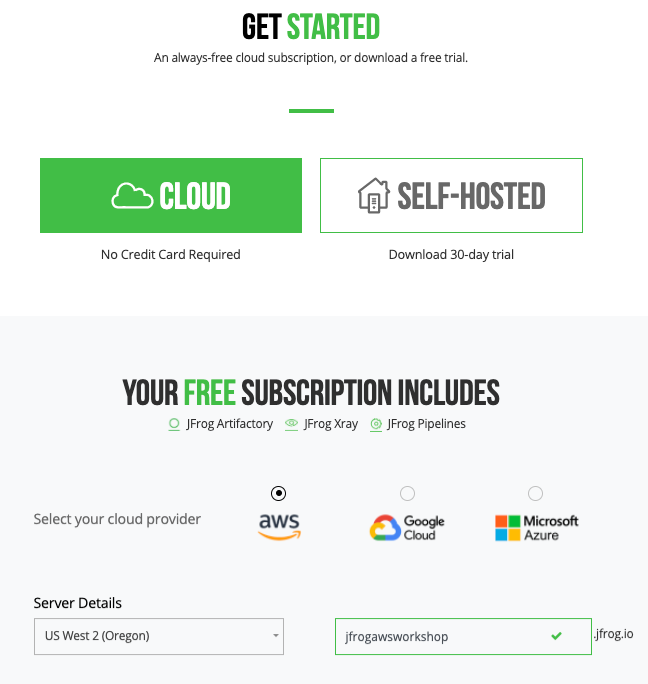 GET STARTED
An always-free cloud subscription, or download a free trial.
CLOUD
SELF-HOSTED
No Credit Card Required
Download 30-day trial
YOUR FREE SUBSCRIPTION INCLUDES
JFrog Artifactory JFrog Xray JFrog Pipelines
Select your cloud provider
aws
Google
Cloud
Microsoft
Azure
Server Details
US West 2 (Oregon)
jfrogawsworkshop
.jfrog.io